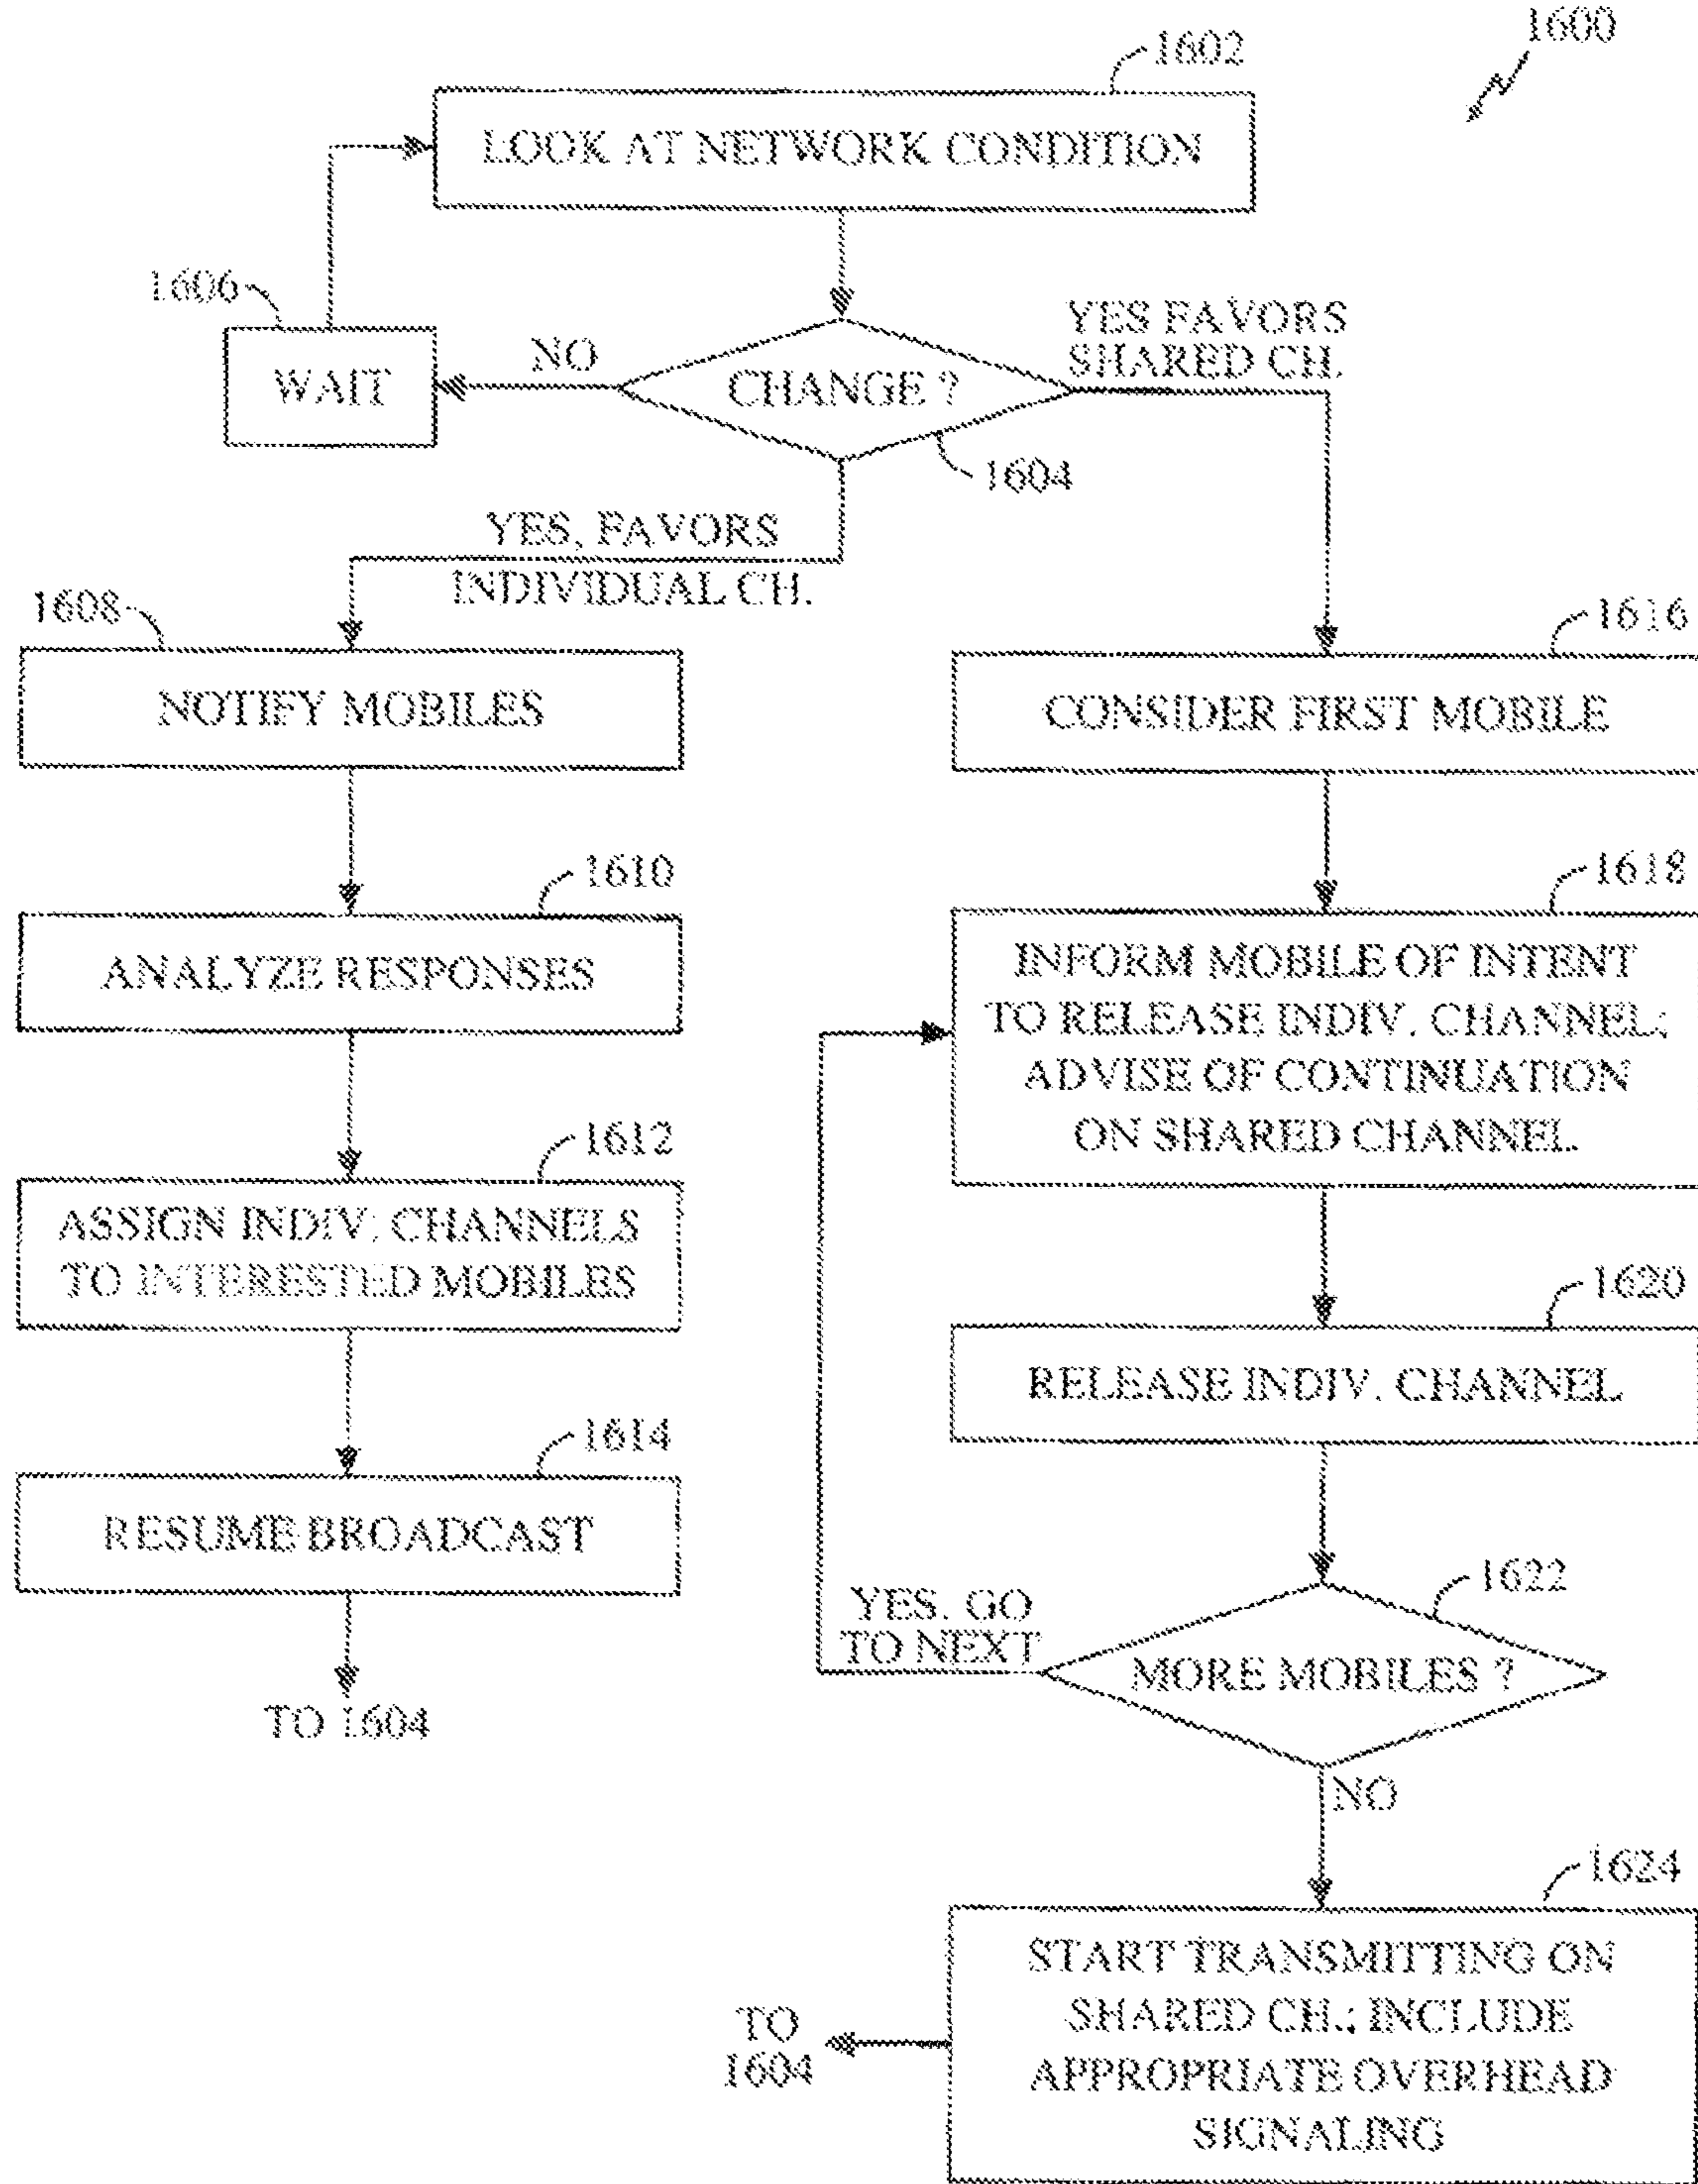 1600
1602
LOOK AT NETWORK CONDITION
1606
WAIT
NO
CHANGE ?
1604
YES FAVORS
SHARED CH.
YES, FAVORS
INDIVIDUAL CH.
1608
NOTIFY MOBILES
1610
ANALYZE RESPONSES
1612
ASSIGN INDIV. CHANNELS
TO INTERESTED MOBILES
1614
RESUME BROADCAST
TO 1604
1616
CONSIDER FIRST MOBILE
1618
INFORM MOBILE OF INTENT
TO RELEASE INDIV. CHANNEL;
ADVISE OF CONTINUATION
ON SHARED CHANNEL.
1620
RELEASE INDIV. CHANNEL
1622
MORE MOBILES ?
YES. GO
TO NEXT
NO
1624
START TRANSMITTING ON
SHARED CH.; INCLUDE
APPROPRIATE OVERHEAD
SIGNALING
TO
1604